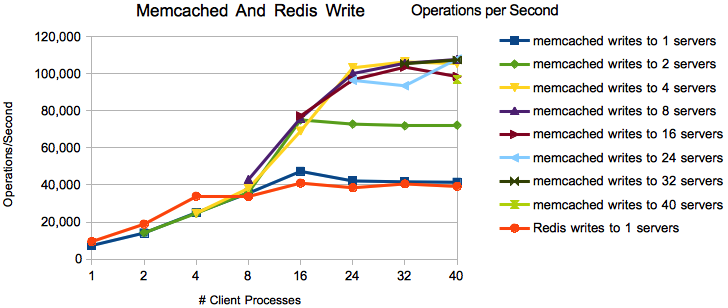 Memcached And Redis Write Operations per Second
120,000
100,000
80,000
60,000
40,000
20,000
0
Operations/Second
1 2 4 8 16 24 32 40
# Client Processes
memcached writes to 1 servers
memcached writes to 2 servers
memcached writes to 4 servers
memcached writes to 8 servers
memcached writes to 16 servers
memcached writes to 24 servers
memcached writes to 32 servers
memcached writes to 40 servers
Redis writes to 1 servers